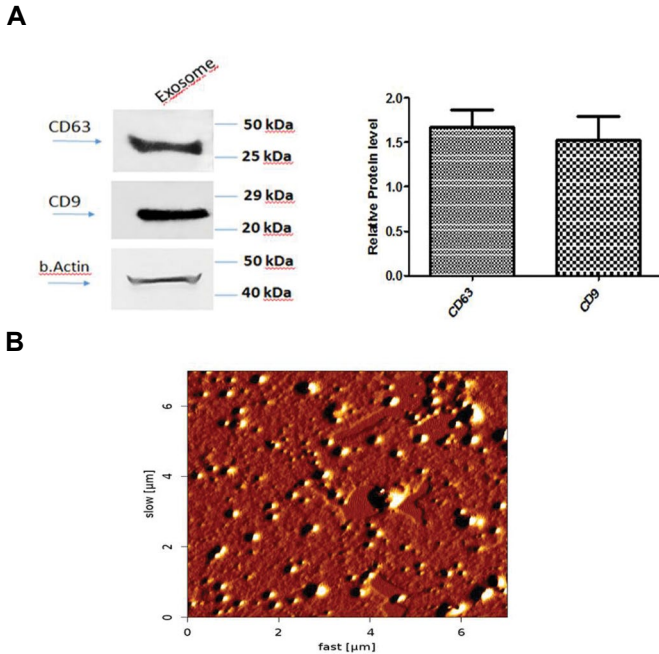 A
Exosome
CD63
50 kDa
25 kDa
CD9
29 kDa
20 kDa
b.Actin
50 kDa
40 kDa
Relative Protein level
2.0
1.5
1.0
0.5
0.0
CD63
CD9
B
slow [µm]
6
4
2
0
0 2 4 6
fast [µm]